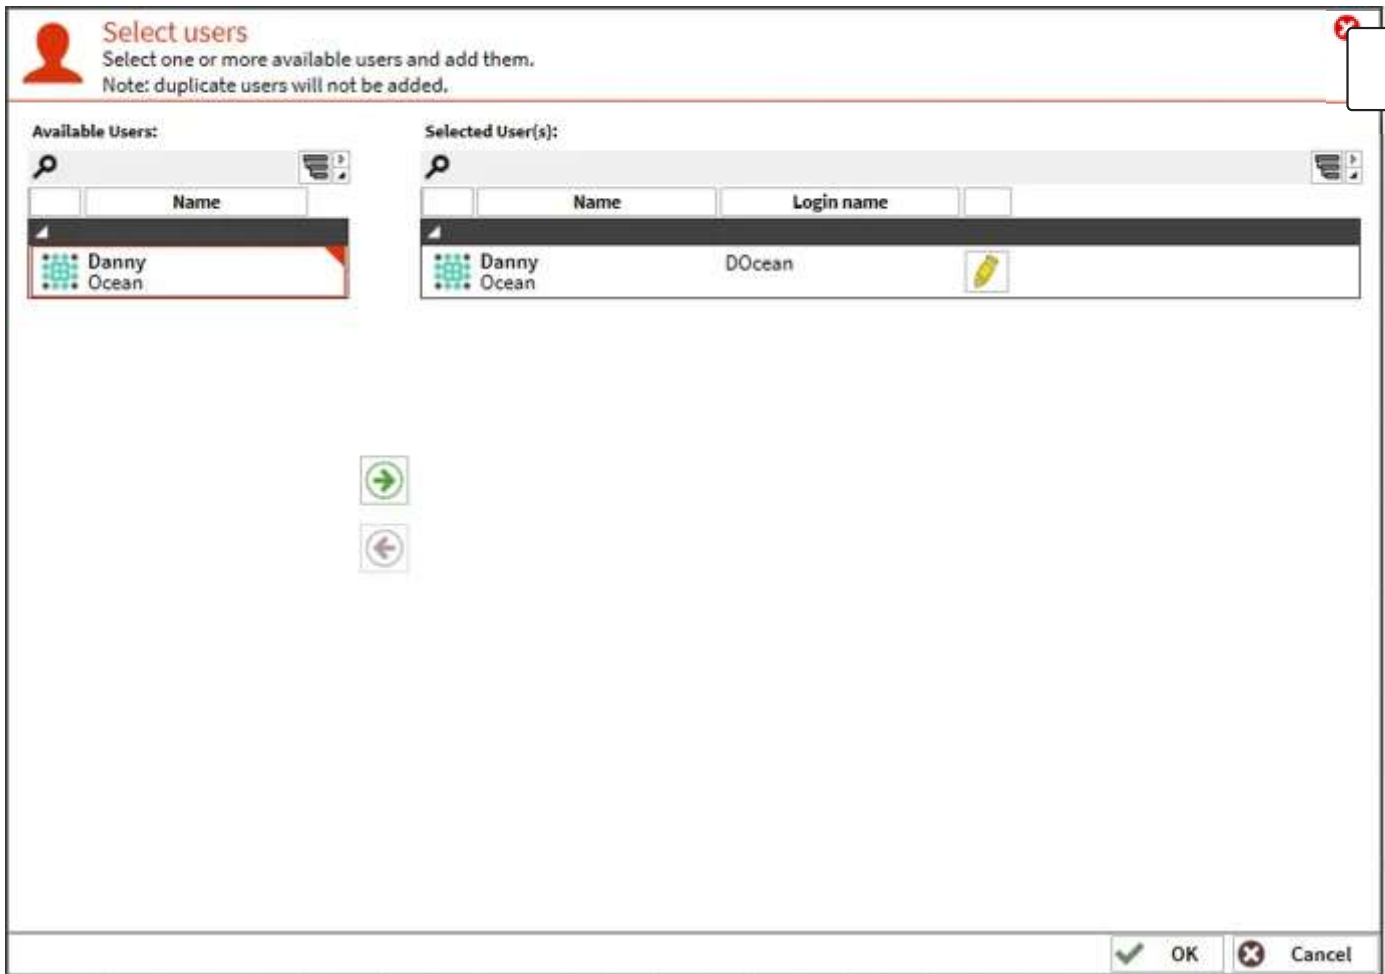 Select users
Select one or more available users and add them.
Note: duplicate users will not be added.
Available Users:
Selected User(s):
Name
Name
Login name
Danny
Ocean
Danny
Ocean
DOcean
OK
Cancel